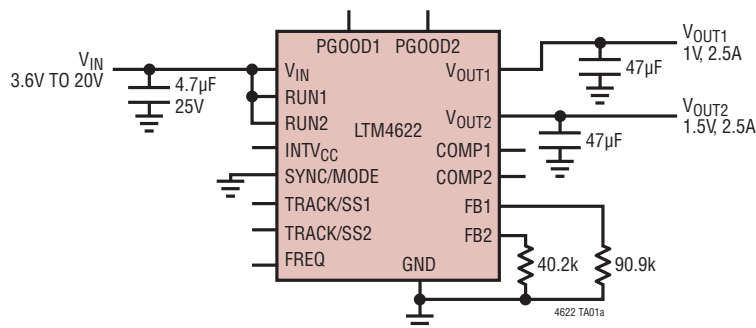 PGOOD1 PGOOD2
V_IN
3.6V TO 20V
4.7µF
25V
V_IN
RUN1
RUN2
INTV_CC
SYNC/MODE
TRACK/SS1
TRACK/SS2
FREQ
LTM4622
GND
V_OUT1
V_OUT2
COMP1
COMP2
FB1
FB2
47µF
V_OUT1
1V, 2.5A
47µF
V_OUT2
1.5V, 2.5A
40.2k
90.9k
4622 TA01a